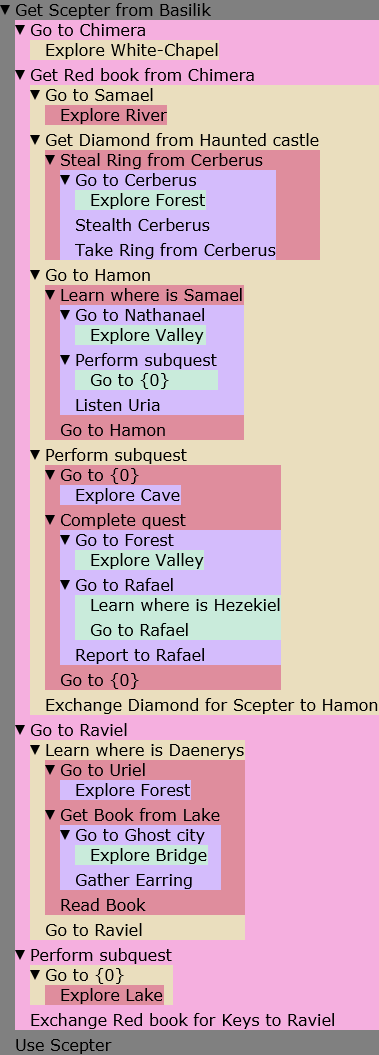 Get Scepter from Basilik
Go to Chimera
Explore White-Chapel
Get Red book from Chimera
Go to Samael
Explore River
Get Diamond from Haunted castle
Steal Ring from Cerberus
Go to Cerberus
Explore Forest
Stealth Cerberus
Take Ring from Cerberus
Go to Hamon
Learn where is Samael
Go to Nathanael
Explore Valley
Perform subquest
Go to {0}
Listen Uria
Go to Hamon
Perform subquest
Go to {0}
Explore Cave
Complete quest
Go to Forest
Explore Valley
Go to Rafael
Learn where is Hezekiel
Go to Rafael
Report to Rafael
Go to {0}
Exchange Diamond for Scepter to Hamon
Go to Raviel
Learn where is Daenerys
Go to Uriel
Explore Forest
Get Book from Lake
Go to Ghost city
Explore Bridge
Gather Earring
Read Book
Go to Raviel
Perform subquest
Go to {0}
Explore Lake
Exchange Red book for Keys to Raviel
Use Scepter